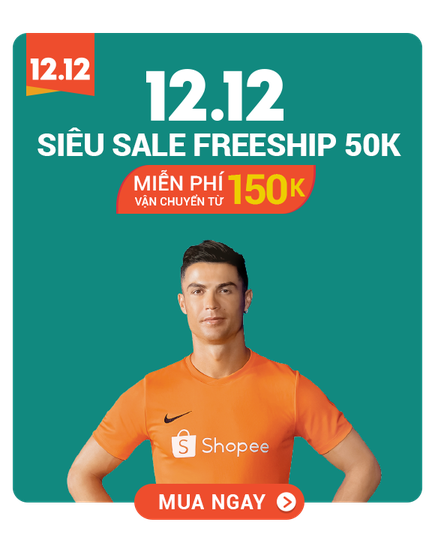 12.12
12.12
SIÊU SALE FREESHIP 50K
MIỄN PHÍ
VẬN CHUYỂN TỪ
150K
S Shopee
MUA NGAY